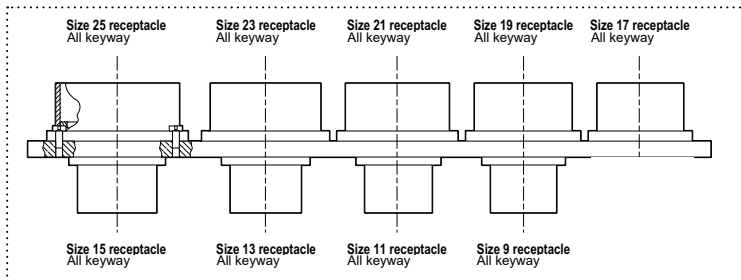 Size 25 receptacle
All keyway
Size 23 receptacle
All keyway
Size 21 receptacle
All keyway
Size 19 receptacle
All keyway
Size 17 receptacle
All keyway
Size 15 receptacle
All keyway
Size 13 receptacle
All keyway
Size 11 receptacle
All keyway
Size 9 receptacle
All keyway